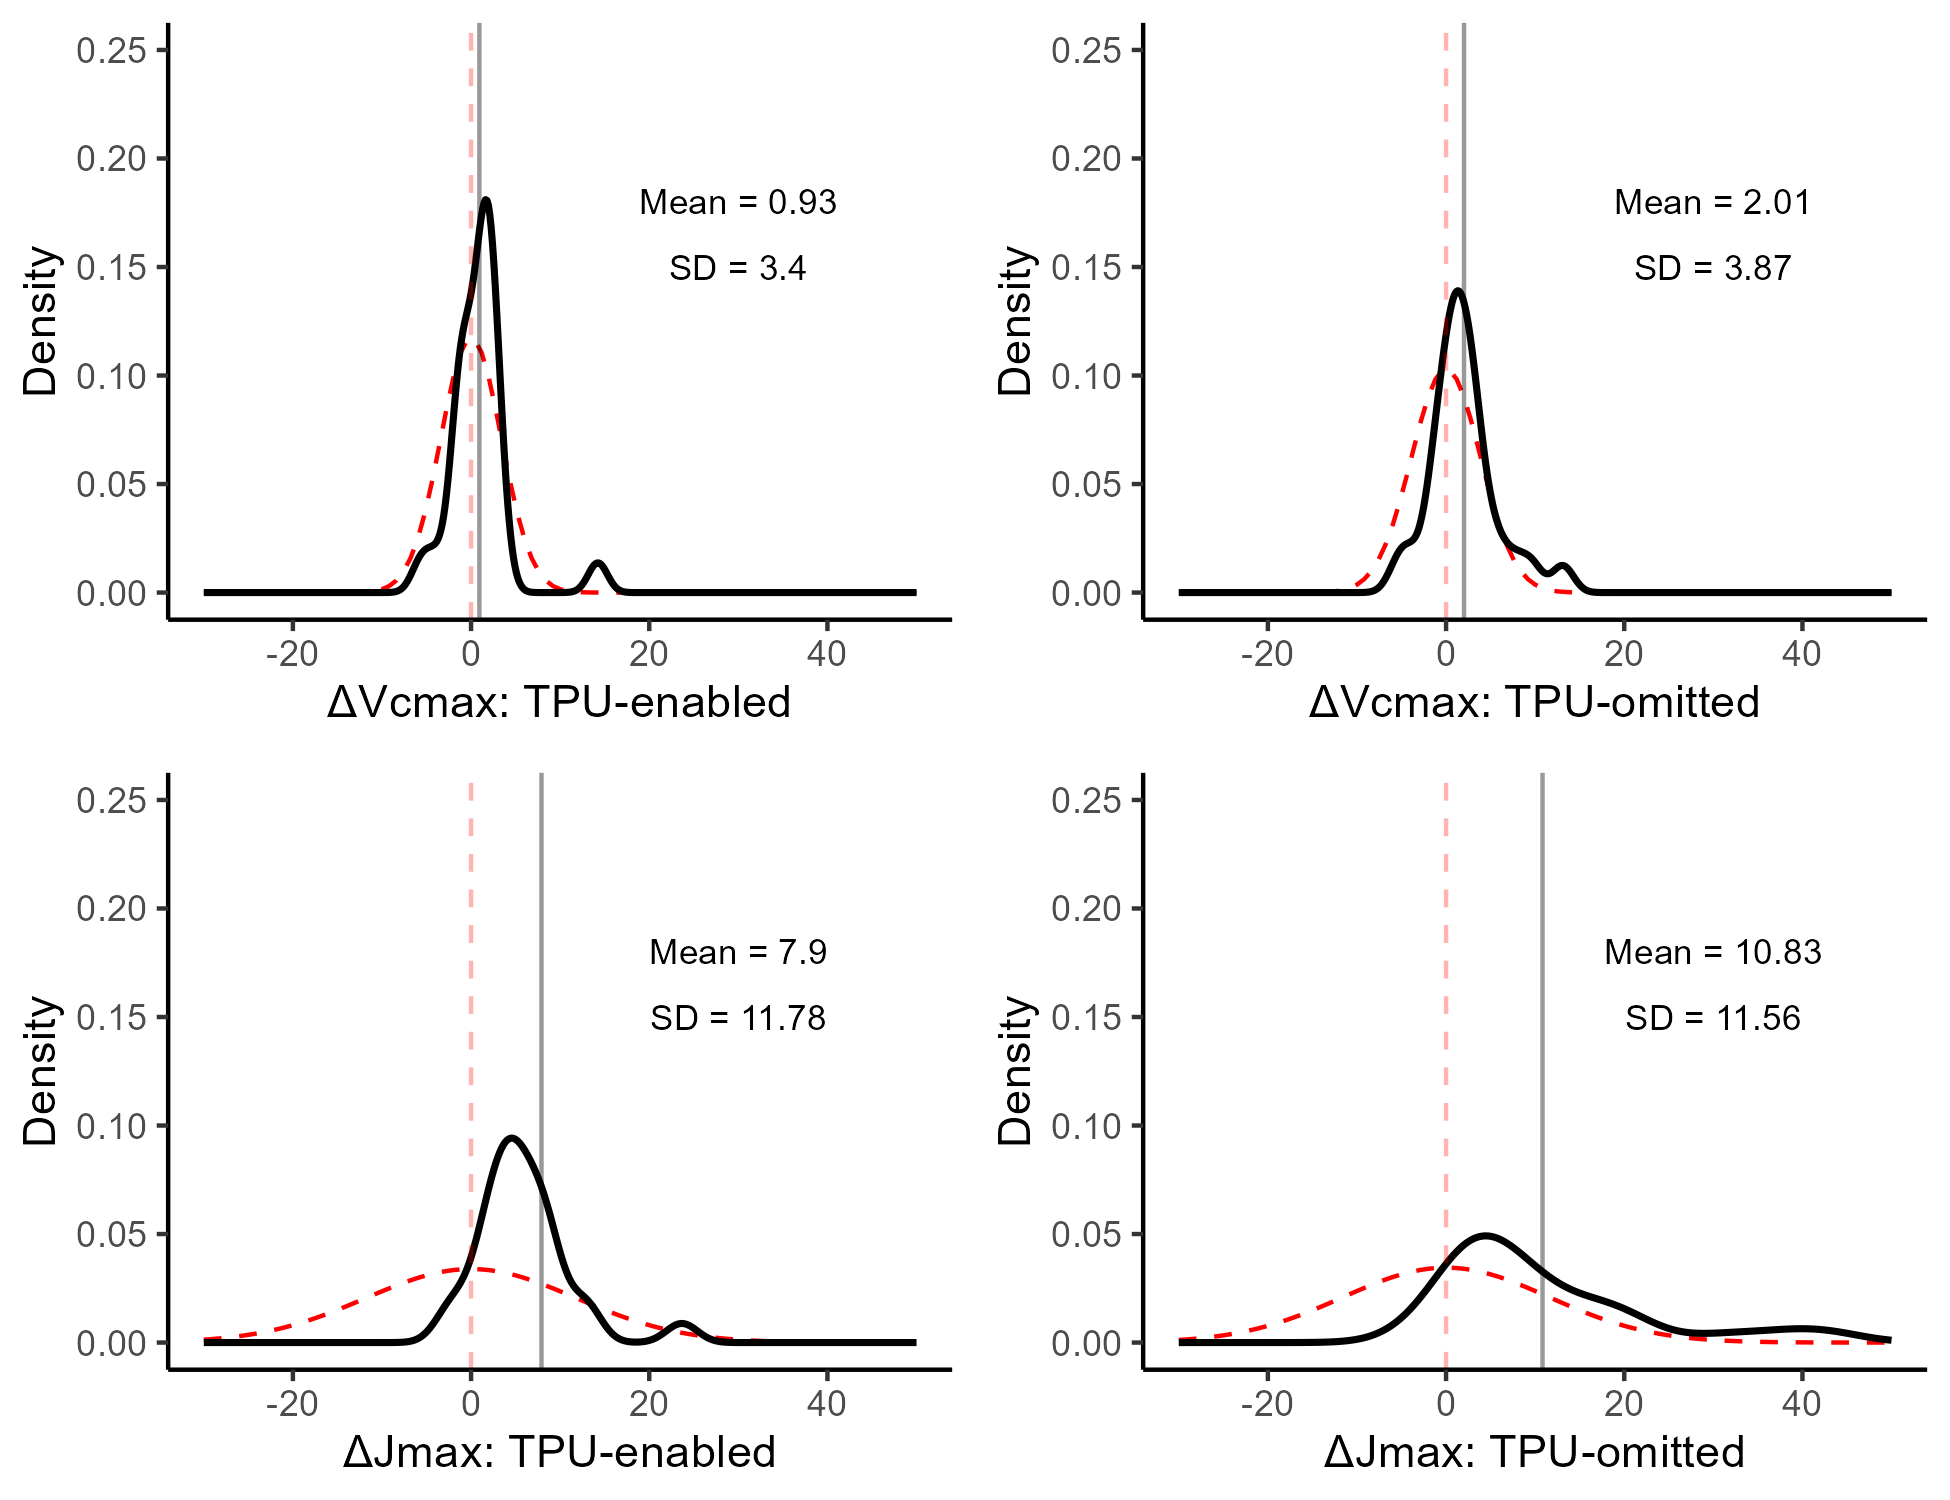 0.25
0.20
0.15
0.10
0.05
0.00
Density
Mean = 0.93
SD = 3.4
-20 0 20 40
ΔVcmax: TPU-enabled
0.25
0.20
0.15
0.10
0.05
0.00
Density
Mean = 2.01
SD = 3.87
-20 0 20 40
ΔVcmax: TPU-omitted
0.25
0.20
0.15
0.10
0.05
0.00
Density
Mean = 7.9
SD = 11.78
-20 0 20 40
ΔJmax: TPU-enabled
0.25
0.20
0.15
0.10
0.05
0.00
Density
Mean = 10.83
SD = 11.56
-20 0 20 40
ΔJmax: TPU-omitted